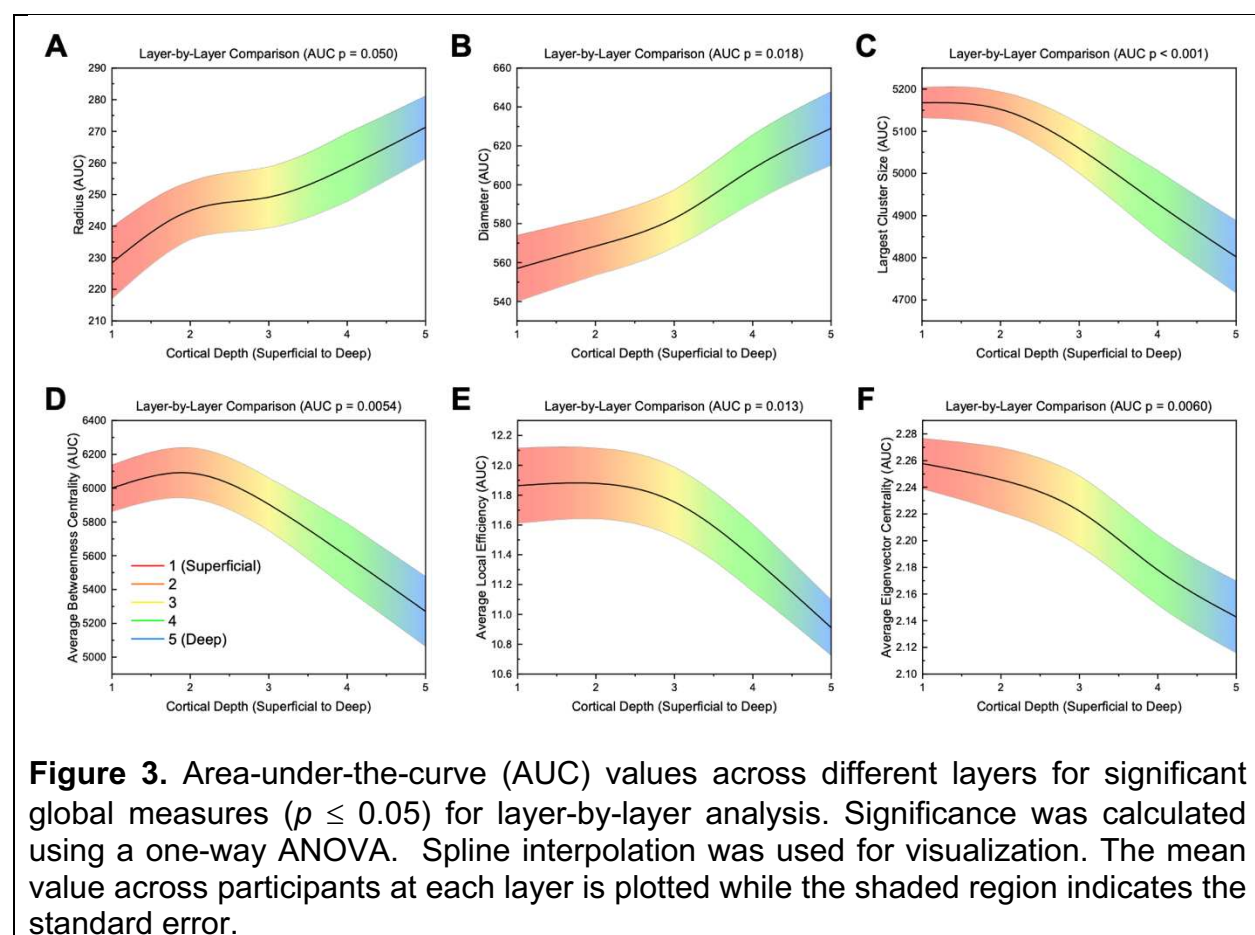 A
Layer-by-Layer Comparison (AUC p = 0.050)
290
280
270
260
250
240
230
220
210
Radius (AUC)
1
2
3
4
5
Cortical Depth (Superficial to Deep)
B
Layer-by-Layer Comparison (AUC p = 0.018)
660
640
620
600
580
560
540
Diameter (AUC)
1
2
3
4
5
Cortical Depth (Superficial to Deep)
C
Layer-by-Layer Comparison (AUC p < 0.001)
5200
5100
5000
4900
4800
4700
Largest Cluster Size (AUC)
1
2
3
4
5
Cortical Depth (Superficial to Deep)
D
Layer-by-Layer Comparison (AUC p = 0.0054)
6400
6200
6000
5800
5600
5400
5200
5000
Average Betweenness Centrality (AUC)
1 (Superficial)
2
3
4
5 (Deep)
1
2
3
4
5
Cortical Depth (Superficial to Deep)
E
Layer-by-Layer Comparison (AUC p = 0.013)
12.2
12.0
11.8
11.6
11.4
11.2
11.0
10.8
10.6
Average Local Efficiency (AUC)
1
2
3
4
5
Cortical Depth (Superficial to Deep)
F
Layer-by-Layer Comparison (AUC p = 0.0060)
2.28
2.26
2.24
2.22
2.20
2.18
2.16
2.14
2.12
2.10
Average Eigenvector Centrality (AUC)
1
2
3
4
5
Cortical Depth (Superficial to Deep)
Figure 3. Area-under-the-curve (AUC) values across different layers for significant
global measures (p ≤ 0.05) for layer-by-layer analysis. Significance was calculated
using a one-way ANOVA. Spline interpolation was used for visualization. The mean
value across participants at each layer is plotted while the shaded region indicates the
standard error.